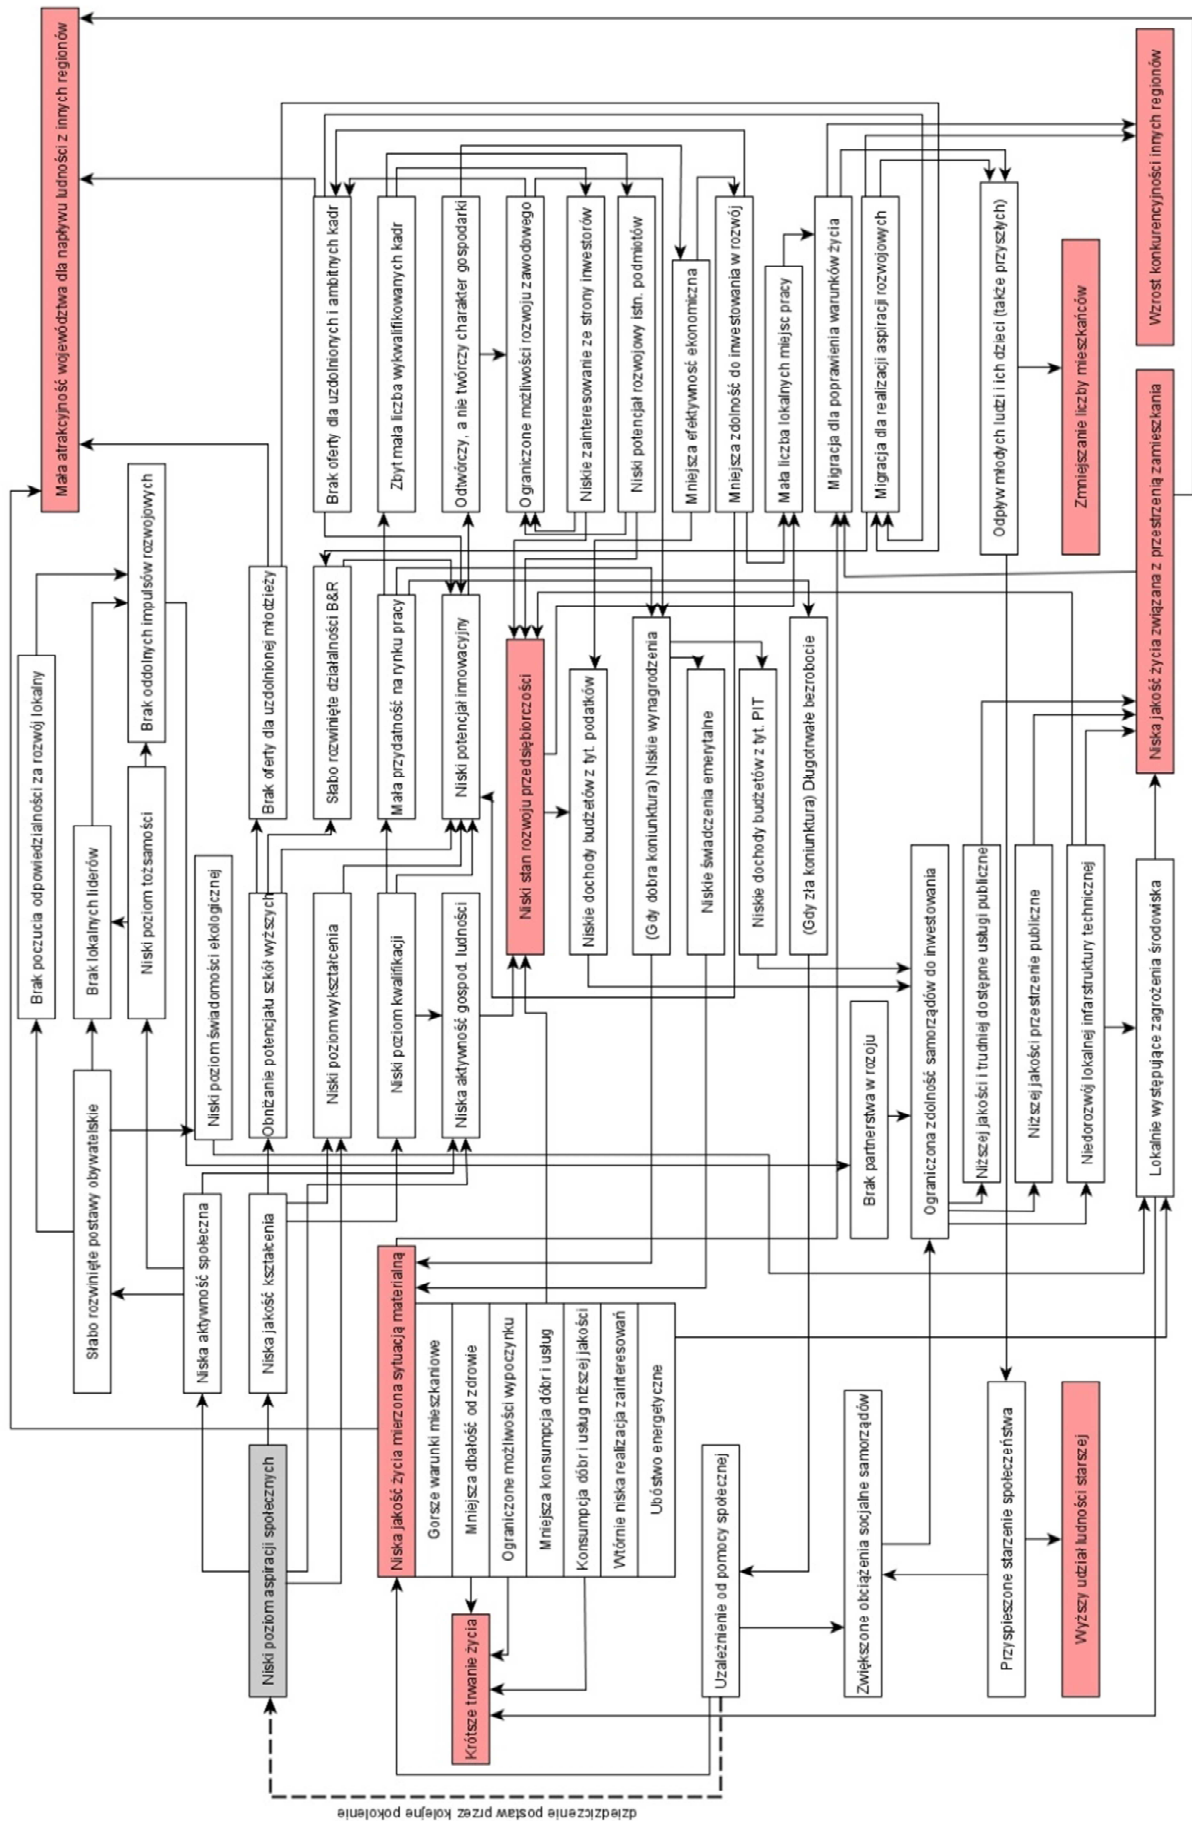 Mała atrakcyjność województwa dla napływu ludności z innych regionów
Brak poczucia odpowiedzialności za rozwój lokalny
Brak lokalnych liderów
Brak oddolnych impulsów rozwojowych
Niski poziom tożsamości
Słabo rozwinięte postawy obywatelskie
Niska aktywność społeczna
Niski poziom świadomości ekologicznej
Niski poziom aspiracji społecznych
Niska jakość kształcenia
Obniżanie potencjału szkół wyższych
Brak oferty dla uzdolnionej młodzieży
Niski poziom wykształcenia
Słabo rozwinięte działalności B&R
Brak oferty dla uzdolnionych i ambitnych kadr
Niski poziom kwalifikacji
Mała przydatność na rynku pracy
Zbyt mała liczba wykwalifikowanych kadr
Niska aktywność gospod. ludności
Niski potencjał innowacyjny
Odtwórczy, a nie twórczy charakter gospodarki
Niska jakość życia mierzona sytuacją materialną
Gorsze warunki mieszkaniowe
Mniejsza dbałość od zdrowie
Ograniczone możliwości wypoczynku
Mniejsza konsumpcja dóbr i usług
Konsumpcja dóbr i usług niższej jakości
Wtórnie niska realizacja zainteresowań
Ubóstwo energetyczne
Krótsze trwanie życia
Niski stan rozwoju przedsiębiorczości
Ograniczone możliwości rozwoju zawodowego
Niskie zainteresowanie ze strony inwestorów
Niski potencjał rozwojowy istn. podmiotów
Niskie dochody budżetów z tyt. podatków
(Gdy dobra koniunktura) Niskie wynagrodzenia
Niskie świadczenia emerytalne
Niskie dochody budżetów z tyt. PIT
(Gdy zła koniunktura) Długotrwałe bezrobocie
Mniejsza efektywność ekonomiczna
Mniejsza zdolność do inwestowania w rozwój
Mała liczba lokalnych miejsc pracy
Migracja dla poprawienia warunków życia
Migracja dla realizacji aspiracji rozwojowych
Uzależnienie od pomocy społecznej
dziedziczenie postaw przez kolejne pokolenie
Zwiększone obciążenia socjalne samorządów
Brak partnerstwa w rozoju
Ograniczona zdolność samorządów do inwestowania
Niższej jakości i trudniej dostępne usługi publiczne
Niższej jakości przestrzenie publiczne
Niedorozwój lokalnej infarstruktury technicznej
Lokalnie występujące zagrożenia środowiska
Przyspieszone starzenie społeczeństwa
Wyższy udział ludności starszej
Odpływ młodych ludzi i ich dzieci (także przyszłych)
Zmniejszanie liczby mieszkańców
Niska jakość życia związana z przestrzenią zamieszkania
Wzrost konkurencyjności innych regionów